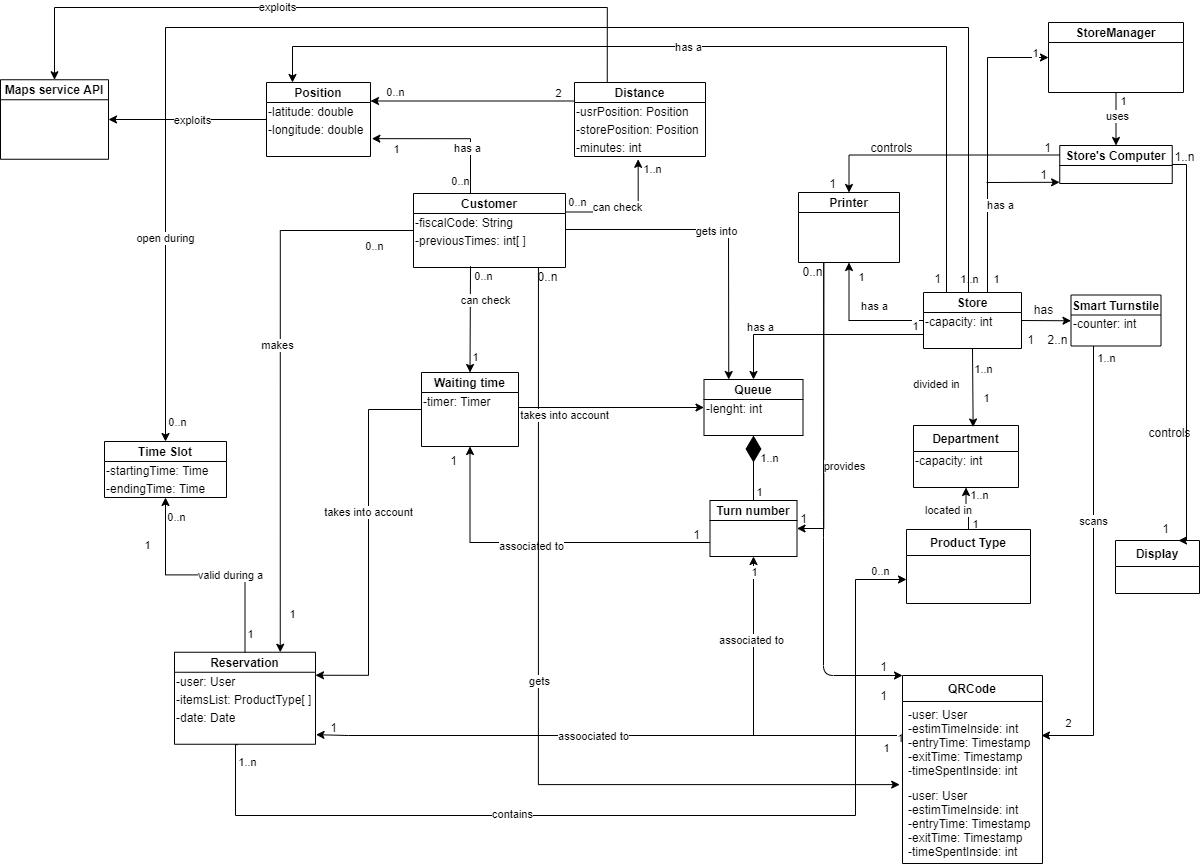 exploits
StoreManager
has a
1
Maps service API
Position
-latitude: double
-longitude: double
0..n
2
Distance
-usrPosition: Position
-storePosition: Position
-minutes: int
1
uses
exploits
1
has a
0..n
1..n
controls
1
1
Store's Computer
1..n
1
has a
Customer
-fiscalCode: String
-previousTimes: int[ ]
0..n
can check
Printer
open during
0..n
gets into
0..n
0..n
can check
0..n
1
1
1..n
1
Store
-capacity: int
has a
1
has
1
2..n
Smart Turnstile
-counter: int
1..n
makes
has a
1
Waiting time
-timer: Timer
takes into account
Queue
-lenght: int
divided in
1..n
1
0..n
Time Slot
-startingTime: Time
-endingTime: Time
0..n
1
Department
-capacity: int
controls
1..n
1
provides
1..n
located in
1
takes into account
1
Turn number
1
1
associated to
scans
1
Display
Product Type
valid during a
1
0..n
1
1
associated to
Reservation
-user: User
-itemsList: ProductType[ ]
-date: Date
gets
1
1
QRCode
-user: User
-estimTimeInside: int
-entryTime: Timestamp
-exitTime: Timestamp
-timeSpentInside: int
2
1
assoociated to
1
1
1..n
-user: User
-estimTimeInside: int
-entryTime: Timestamp
-exitTime: Timestamp
-timeSpentInside: int
contains